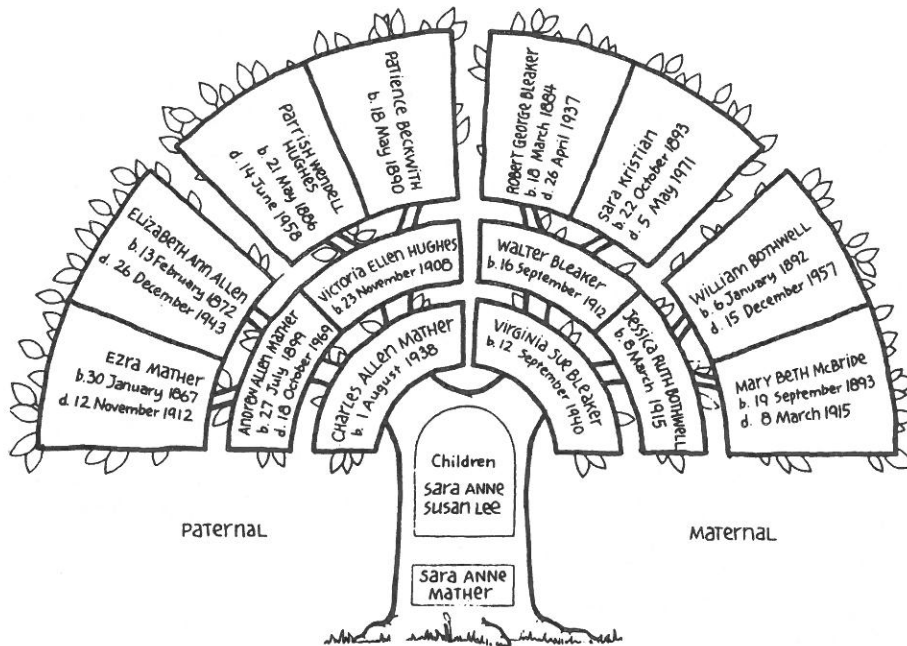 Patience Beckwith
b. 18 May 1890
Parrish Wendell
Hughes
b. 21 May 1886
d. 14 June 1958
Elizabeth Ann Allen
b. 13 February 1872
d. 26 December
1943
Ezra Mather
b. 30 January 1867
d. 12 November 1912
Robert George Bleaker
b. 18 March 1884
d. 26 April 1937
Sara Kristian
b. 22 October 1893
d. 5 May 1971
William Bothwell
b. 6 January 1892
d. 15 December 1957
Mary Beth McBride
b. 19 September 1893
d. 8 March 1915
Victoria Ellen Hughes
b. 23 November 1908
Andrew Allen Mather
b. 27 July 1899
d. 18 October 1969
Walter Bleaker
b. 16 September 1912
Jessica Ruth Bothwell
b. 8 March
1915
Charles Allen Mather
b. 1 August 1938
Virginia Sue Bleaker
b. 12 September
1940
Children
Sara Anne
Susan Lee
Paternal
Maternal
Sara Anne
Mather